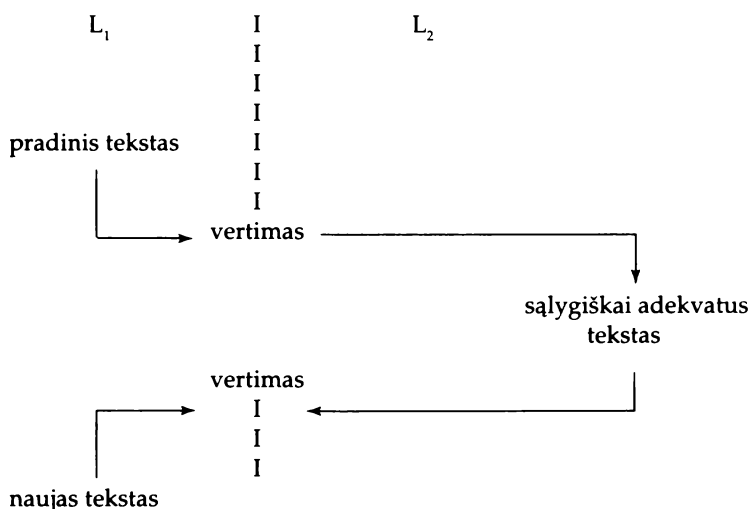 L₁ I L₂
I
I
I
pradinis tekstas I
I
I
vertimas
sąlygiškai adekvatus
tekstas
vertimas
I
I
I
naujas tekstas